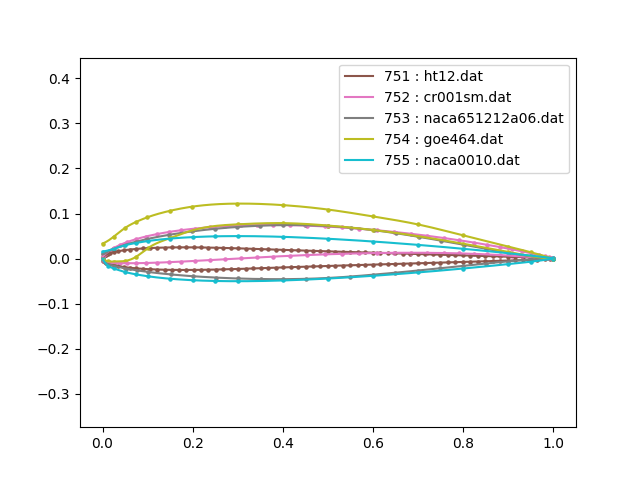 751 : ht12.dat
752 : cr001sm.dat
753 : naca651212a06.dat
754 : goe464.dat
755 : naca0010.dat
0.4
0.3
0.2
0.1
0.0
−0.1
−0.2
−0.3
0.0 0.2 0.4 0.6 0.8 1.0